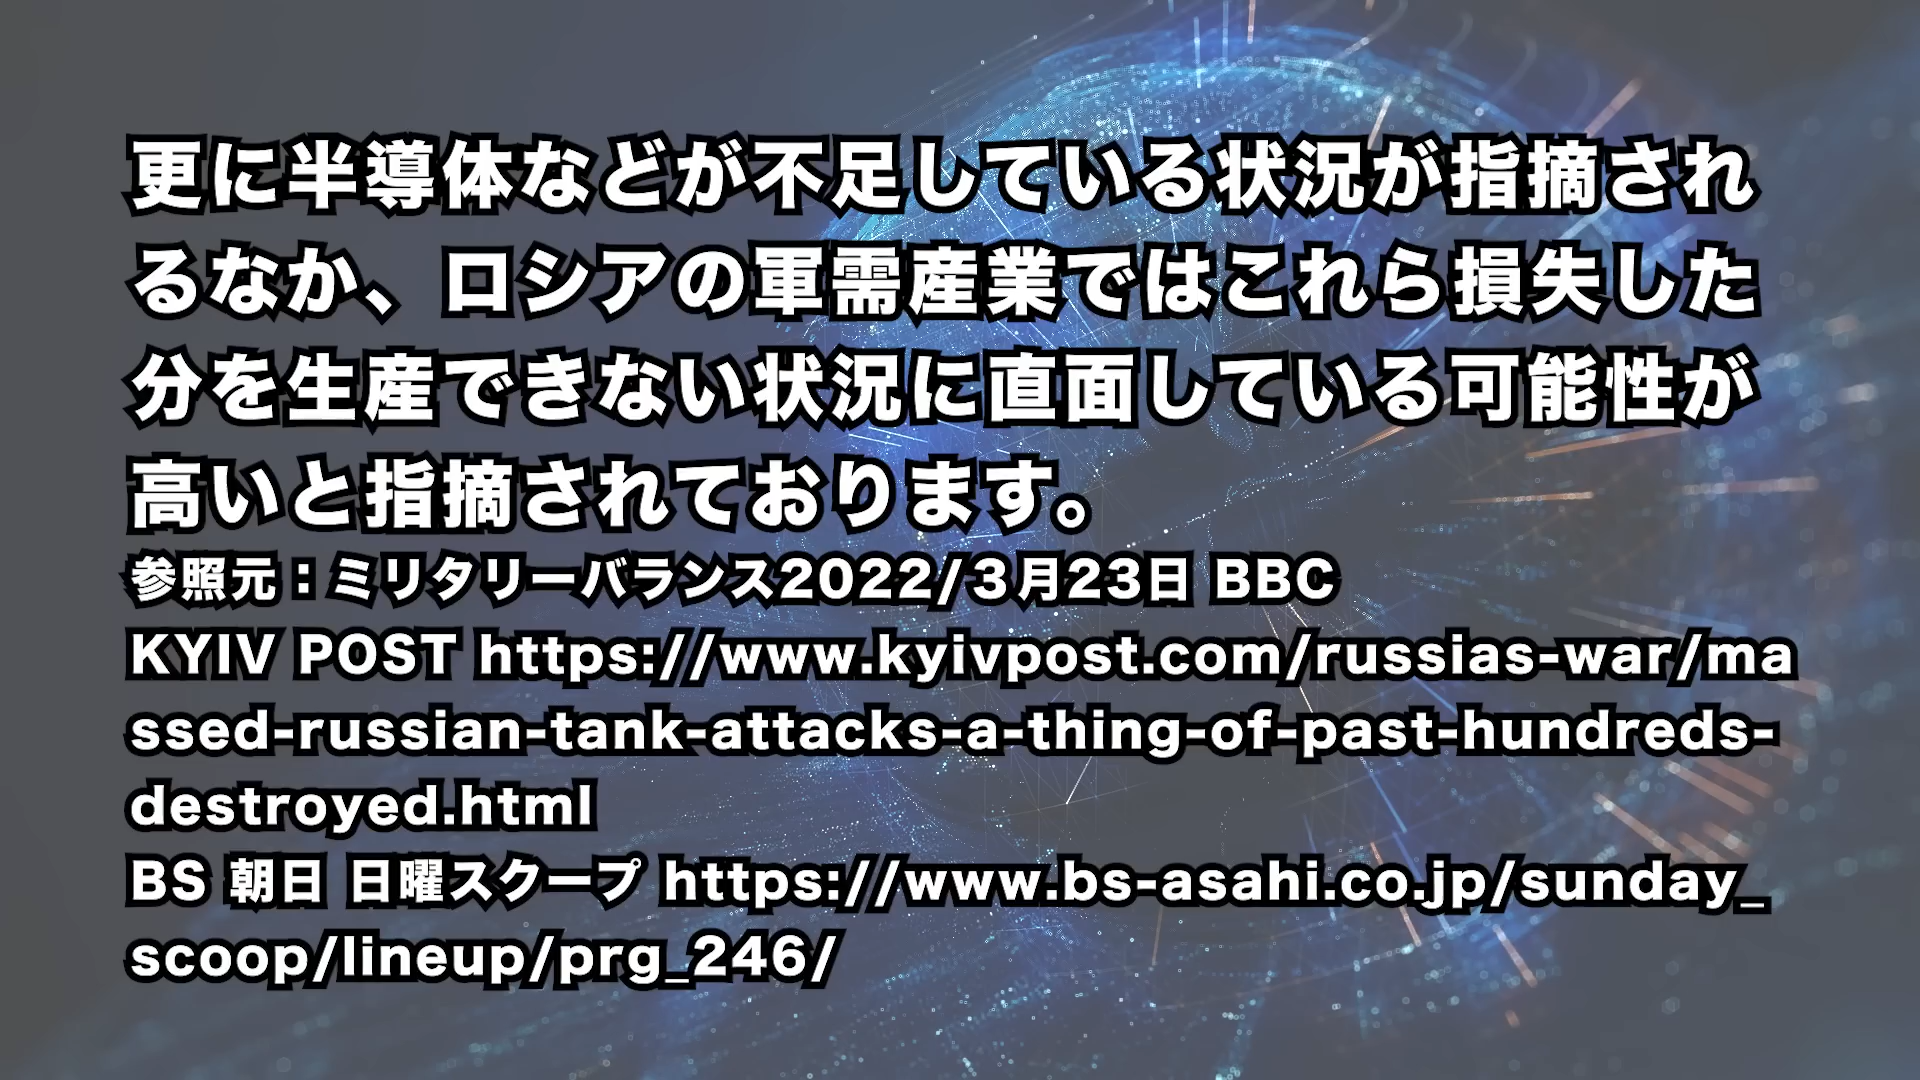 更に半導体などが不足している状況が指摘され
るなか、ロシアの軍需産業ではこれら損失した
分を生産できない状況に直面している可能性が
高いと指摘されております。
参照元：ミリタリーバランス2022/３月23日 BBC
KYIV POST https://www.kyivpost.com/russias-war/ma
ssed-russian-tank-attacks-a-thing-of-past-hundreds-
destroyed.html
BS 朝日 日曜スクープ https://www.bs-asahi.co.jp/sunday_
scoop/lineup/prg_246/